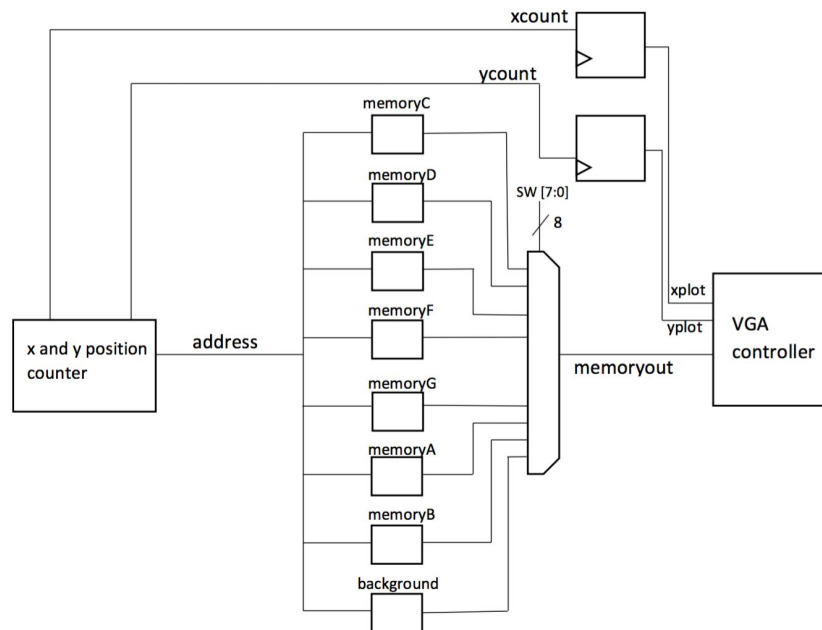 xcount
ycount
memoryC
memoryD
SW [7:0]
8
memoryE
xplot
memoryF
yplot
VGA
controller
x and y position
counter
address
memoryout
memoryG
memoryA
memoryB
background